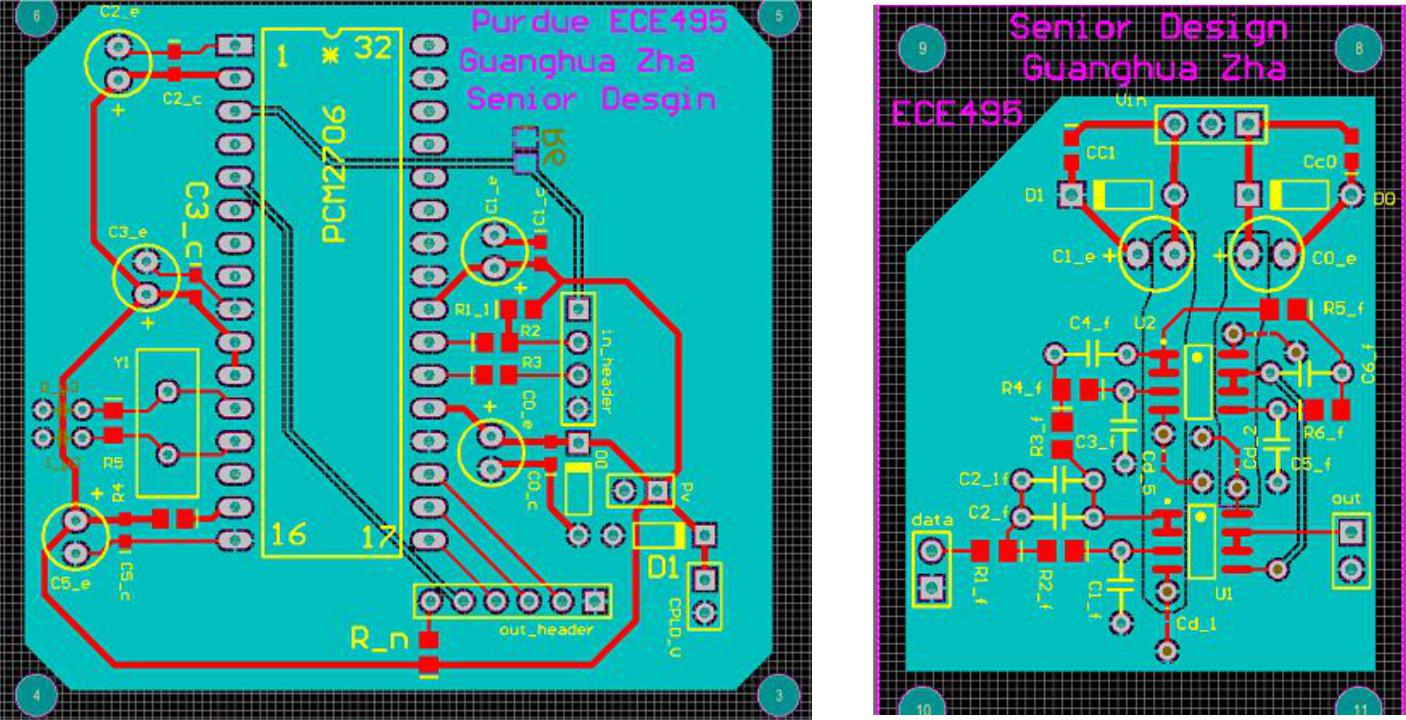 6
C2_e
5
Purdue ECE495
Guanghua Zha
Senior Desgin
1
32
+
C2_c
PCM2706
C3_c
C1_e
C3_e
+
+
R1_1
R2
in_header
R3
Y1
+
C0_e
D0
R5
C0_c
Pv
R4
+
16
17
D1
C5_e
C5_c
CPLD_v
out_header
R_n
4
3
Senior Design
Guanghua Zha
9
8
ECE495
Vin
CC1
Cc0
D1
D0
C1_e
+
+
C0_e
R5_f
C4_f
U2
C6_f
R4_f
R3_f
C3_f
R6_f
Cd_2
C5_f
C2_1f
C2_f
data
out
R1_f
R2_f
C1_f
U1
Cd_1
10
11